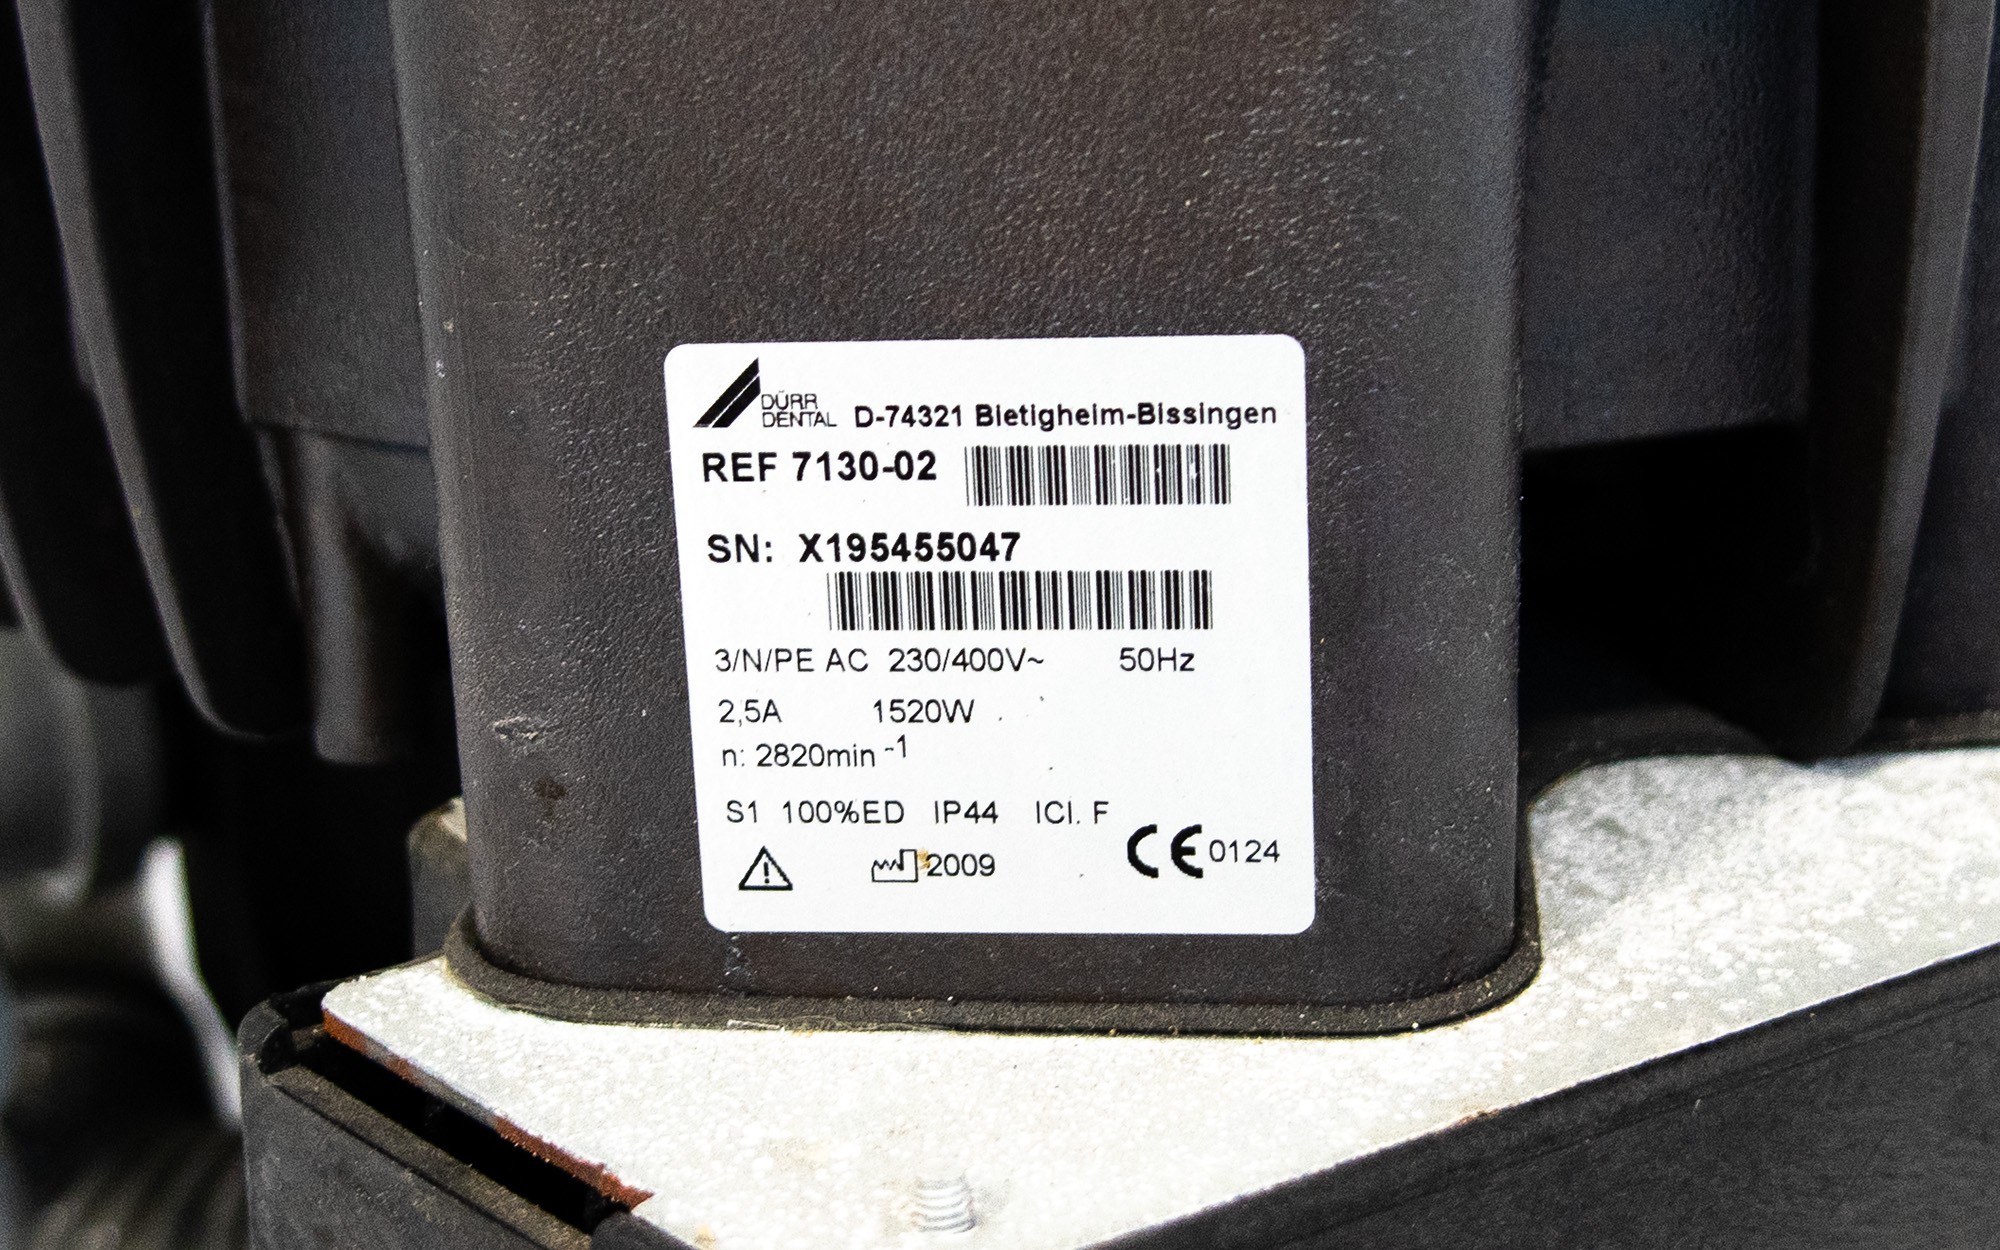 DÜRR
DENTAL D-74321 Bietigheim-Bissingen
REF 7130-02
SN: X195455047
3/N/PE AC 230/400V~ 50Hz
2,5A 1520W
n: 2820min⁻¹
S1 100%ED IP44 ICl. F
2009 CE 0124